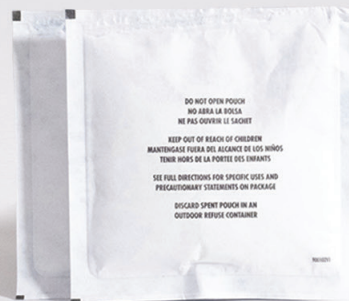 DO NOT OPEN POUCH
NO ABRA LA BOLSA
NE PAS OUVRIR LE SACHET
KEEP OUT OF REACH OF CHILDREN
MANTENGASE FUERA DEL ALCANCE DE LOS NIÑOS
TENIR HORS DE LA PORTEE DES ENFANTS
SEE FULL DIRECTIONS FOR SPECIFIC USES AND
PRECAUTIONARY STATEMENTS ON PACKAGE
DISCARD SPENT POUCH IN AN
OUTDOOR REFUSE CONTAINER